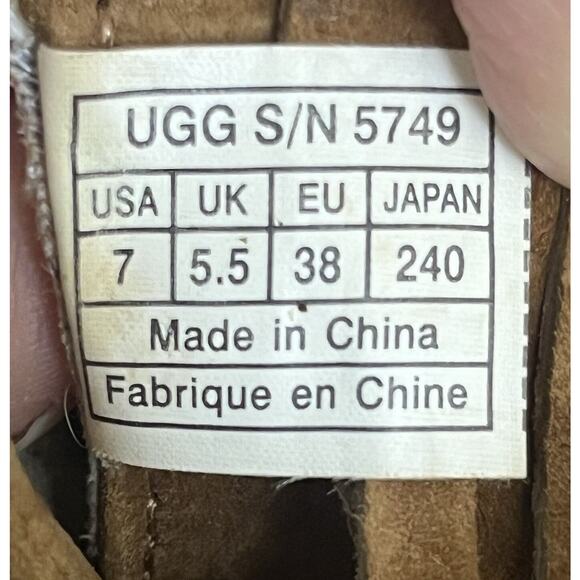 UGG S/N 5749
USA UK EU JAPAN
7 5.5 38 240
Made in China
Fabrique en Chine